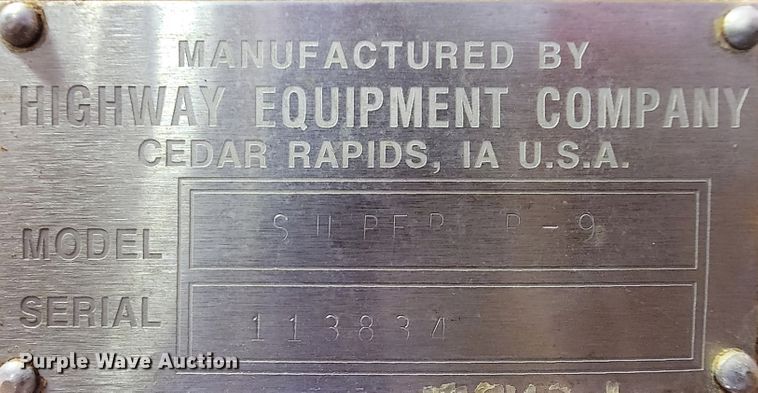 MANUFACTURED BY
HIGHWAY EQUIPMENT COMPANY
CEDAR RAPIDS, IA U.S.A.
MODEL SUPER P-9
SERIAL 113834
Purple Wave Auction